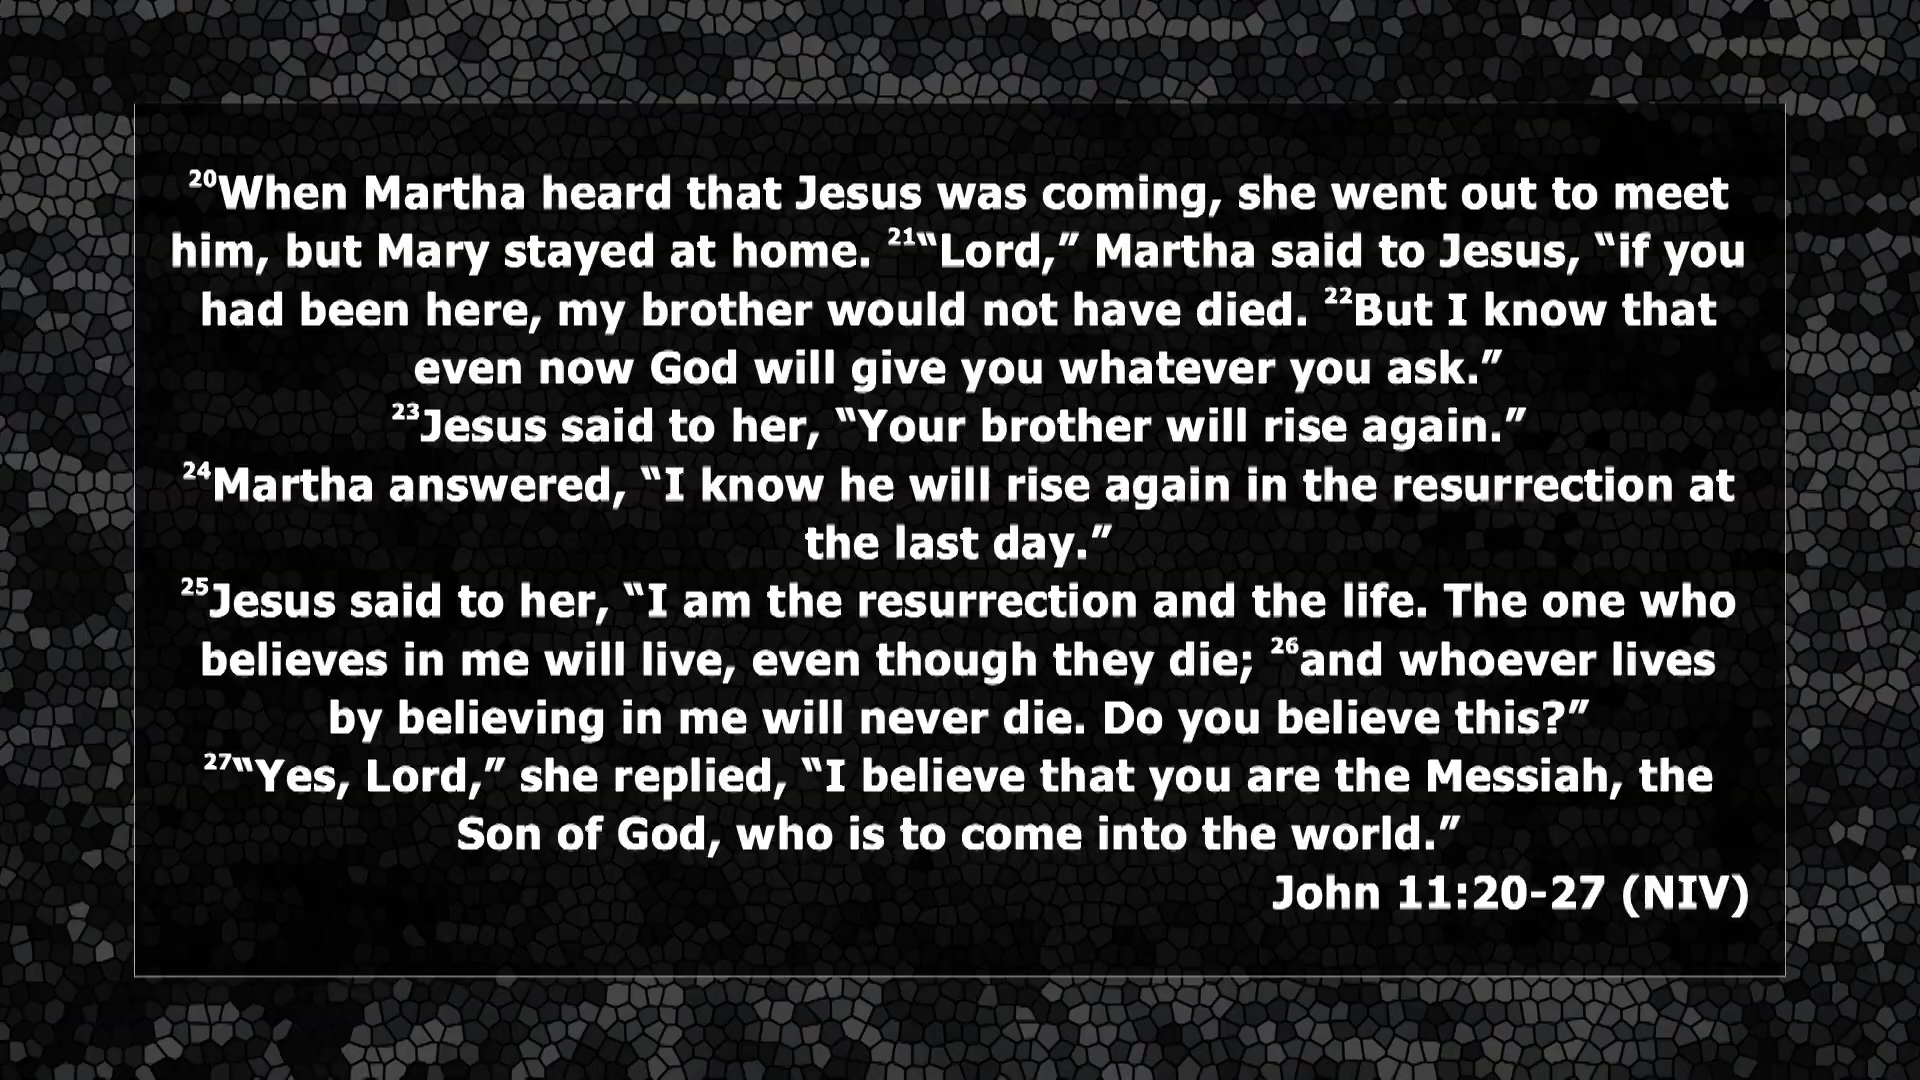 ²⁰When Martha heard that Jesus was coming, she went out to meet
him, but Mary stayed at home. ²¹“Lord,” Martha said to Jesus, “if you
had been here, my brother would not have died. ²²But I know that
even now God will give you whatever you ask.”
²³Jesus said to her, “Your brother will rise again.”
²⁴Martha answered, “I know he will rise again in the resurrection at
the last day.”
²⁵Jesus said to her, “I am the resurrection and the life. The one who
believes in me will live, even though they die; ²⁶and whoever lives
by believing in me will never die. Do you believe this?”
²⁷“Yes, Lord,” she replied, “I believe that you are the Messiah, the
Son of God, who is to come into the world.”
John 11:20-27 (NIV)